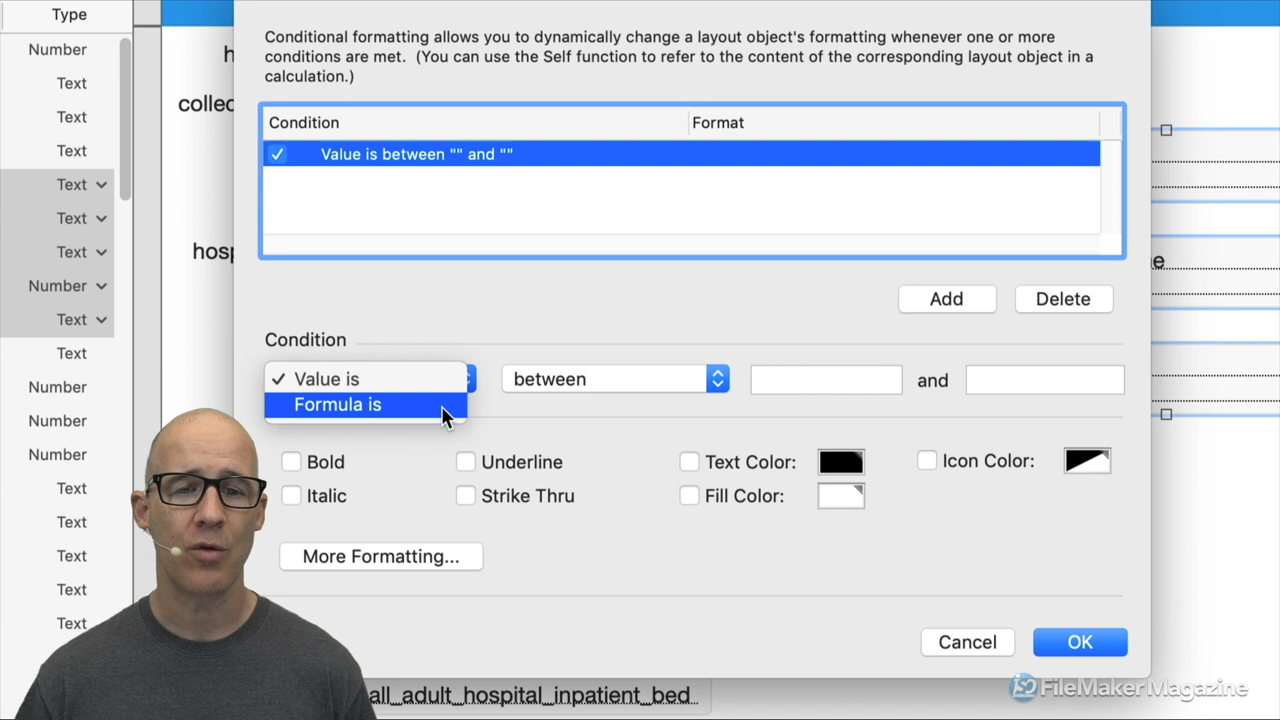 Type
Number
Text
Text
Text
Text
Text
Text
Number
Text
Text
Number
Number
Number
Text
Text
Text
Text
Text
h
collec
hosp
Conditional formatting allows you to dynamically change a layout object's formatting whenever one or more
conditions are met. (You can use the Self function to refer to the content of the corresponding layout object in a
calculation.)
Condition Format
Value is between "" and ""
Add Delete
Condition
Value is between and
Formula is
Bold Underline Text Color: Icon Color:
Italic Strike Thru Fill Color:
More Formatting...
Cancel OK
all_adult_hospital_inpatient_bed
FileMaker Magazine